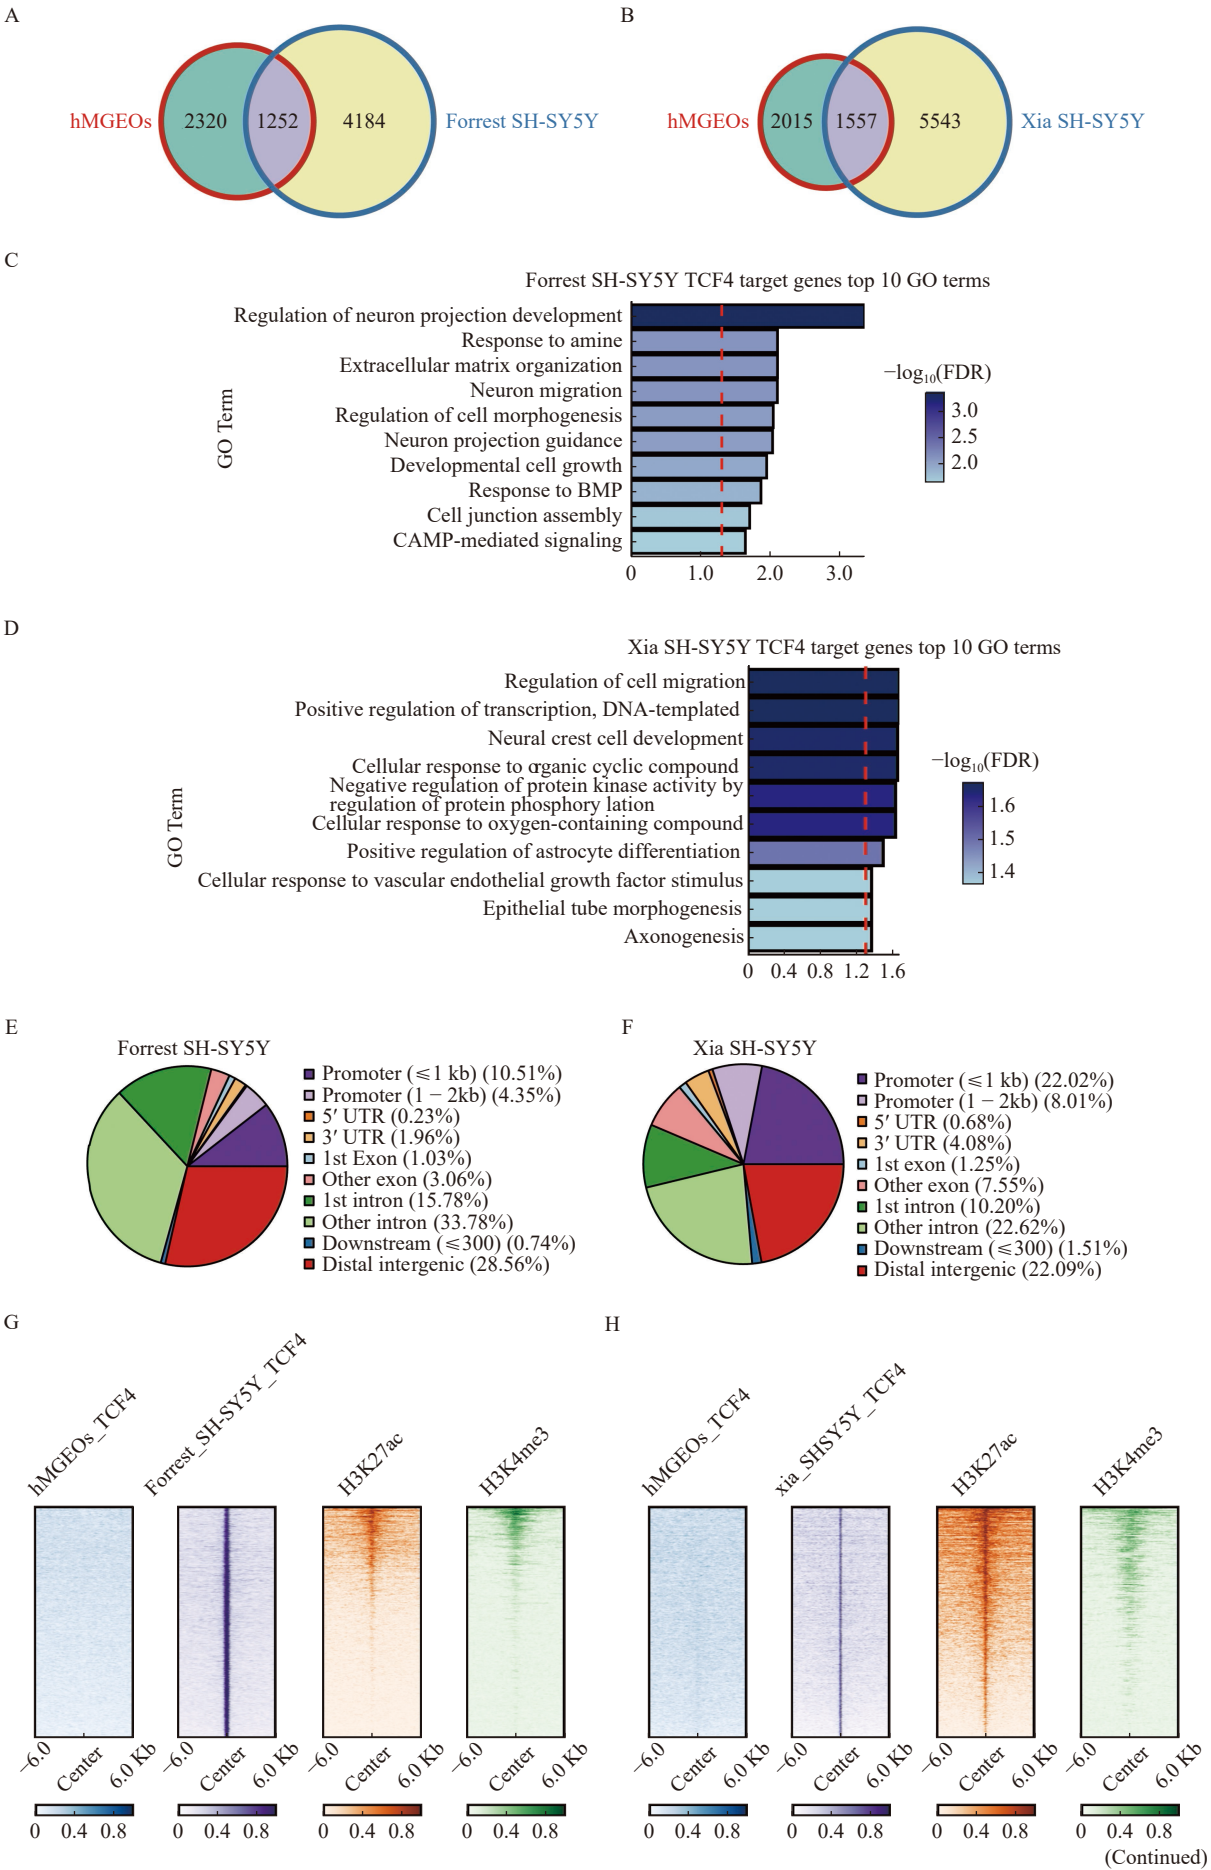 A
hMGEOs
2320
1252
4184
Forrest SH-SY5Y
B
hMGEOs
2015
1557
5543
Xia SH-SY5Y
C
Forrest SH-SY5Y TCF4 target genes top 10 GO terms
GO Term
Regulation of neuron projection development
Response to amine
Extracellular matrix organization
Neuron migration
Regulation of cell morphogenesis
Neuron projection guidance
Developmental cell growth
Response to BMP
Cell junction assembly
CAMP-mediated signaling
0 1.0 2.0 3.0
−log₁₀(FDR)
3.0
2.5
2.0
D
Xia SH-SY5Y TCF4 target genes top 10 GO terms
GO Term
Regulation of cell migration
Positive regulation of transcription, DNA-templated
Neural crest cell development
Cellular response to organic cyclic compound
Negative regulation of protein kinase activity by
regulation of protein phosphory lation
Cellular response to oxygen-containing compound
Positive regulation of astrocyte differentiation
Cellular response to vascular endothelial growth factor stimulus
Epithelial tube morphogenesis
Axonogenesis
0 0.4 0.8 1.2 1.6
−log₁₀(FDR)
1.6
1.5
1.4
E
Forrest SH-SY5Y
Promoter (⩽1 kb) (10.51%)
Promoter (1 − 2kb) (4.35%)
5′ UTR (0.23%)
3′ UTR (1.96%)
1st Exon (1.03%)
Other exon (3.06%)
1st intron (15.78%)
Other intron (33.78%)
Downstream (⩽300) (0.74%)
Distal intergenic (28.56%)
F
Xia SH-SY5Y
Promoter (⩽1 kb) (22.02%)
Promoter (1 − 2kb) (8.01%)
5′ UTR (0.68%)
3′ UTR (4.08%)
1st exon (1.25%)
Other exon (7.55%)
1st intron (10.20%)
Other intron (22.62%)
Downstream (⩽300) (1.51%)
Distal intergenic (22.09%)
G
hMGEOs_TCF4
Forrest_SH-SY5Y_TCF4
H3K27ac
H3K4me3
−6.0 Center 6.0 Kb
−6.0 Center 6.0 Kb
−6.0 Center 6.0 Kb
−6.0 Center 6.0 Kb
0 0.4 0.8
0 0.4 0.8
0 0.4 0.8
0 0.4 0.8
H
hMGEOs_TCF4
xia_SHSY5Y_TCF4
H3K27ac
H3K4me3
−6.0 Center 6.0 Kb
−6.0 Center 6.0 Kb
−6.0 Center 6.0 Kb
−6.0 Center 6.0 Kb
0 0.4 0.8
0 0.4 0.8
0 0.4 0.8
0 0.4 0.8
(Continued)